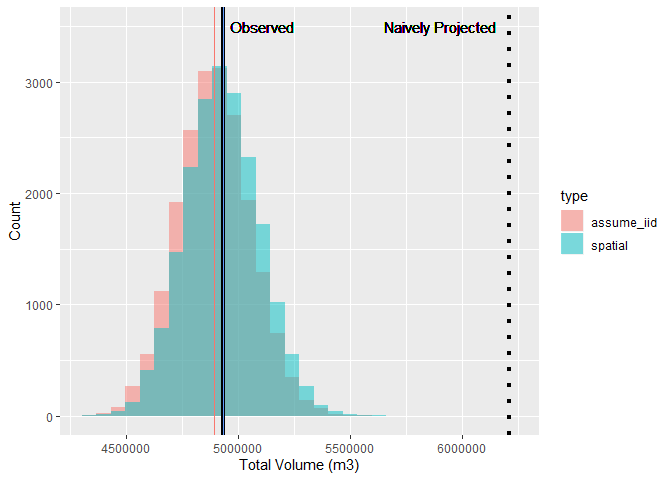 Observed
Naively Projected
3000
2000
1000
0
Count
4500000
5000000
5500000
6000000
Total Volume (m3)
type
assume_iid
spatial